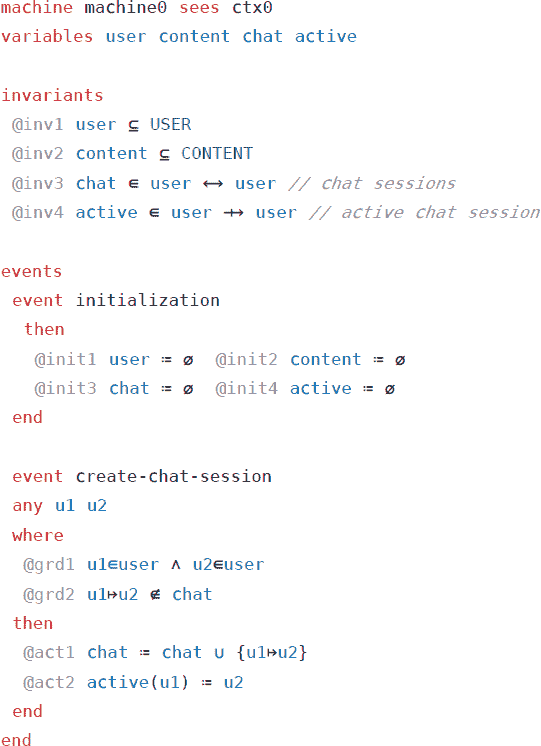 machine machine0 sees ctx0
variables user content chat active
invariants
@inv1 user ⊆ USER
@inv2 content ⊆ CONTENT
@inv3 chat ∈ user ↔ user // chat sessions
@inv4 active ∈ user ⇸ user // active chat session
events
event initialization
then
@init1 user ≔ ∅ @init2 content ≔ ∅
@init3 chat ≔ ∅ @init4 active ≔ ∅
end
event create-chat-session
any u1 u2
where
@grd1 u1∈user ∧ u2∈user
@grd2 u1↦u2 ∉ chat
then
@act1 chat ≔ chat ∪ {u1↦u2}
@act2 active(u1) ≔ u2
end
end